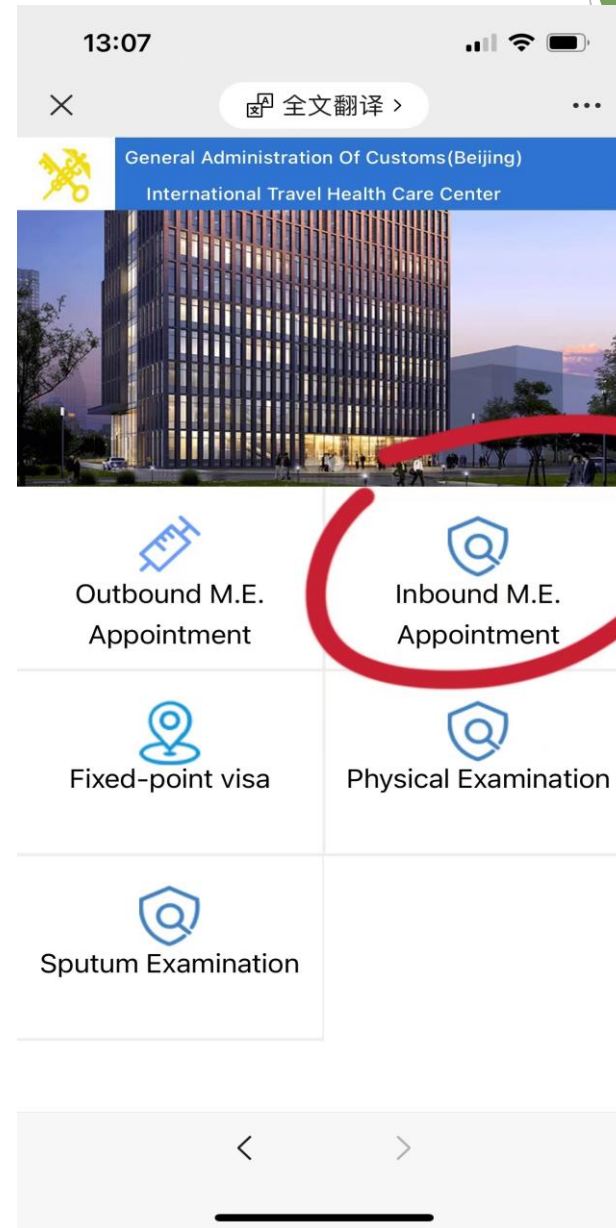 13:07
全文翻译 >
General Administration Of Customs(Beijing)
International Travel Health Care Center
Outbound M.E.
Appointment
Inbound M.E.
Appointment
Fixed-point visa
Physical Examination
Sputum Examination